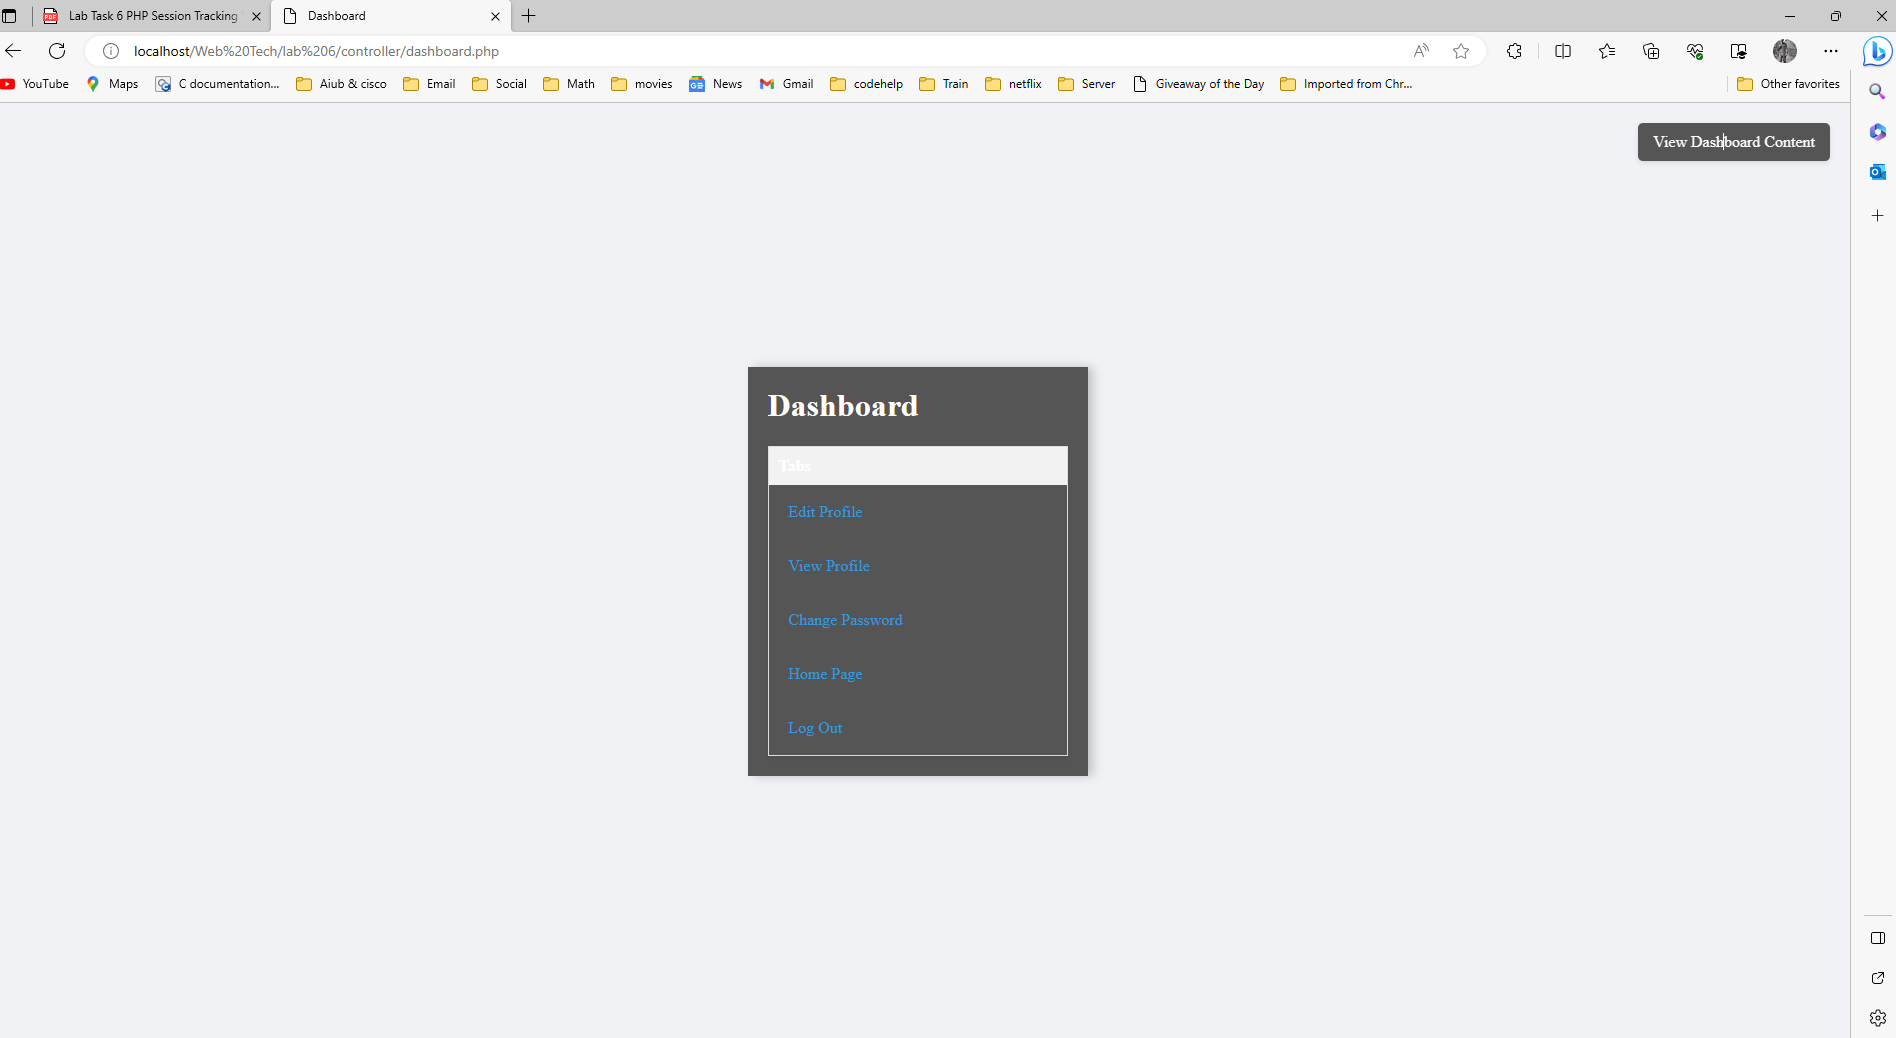 Lab Task 6 PHP Session Tracking
Dashboard
localhost/Web%20Tech/lab%206/controller/dashboard.php
YouTube Maps C documentation... Aiub & cisco Email Social Math movies News Gmail codehelp Train netflix Server Giveaway of the Day Imported from Chr... Other favorites
View Dashboard Content
Dashboard
Tabs
Edit Profile
View Profile
Change Password
Home Page
Log Out